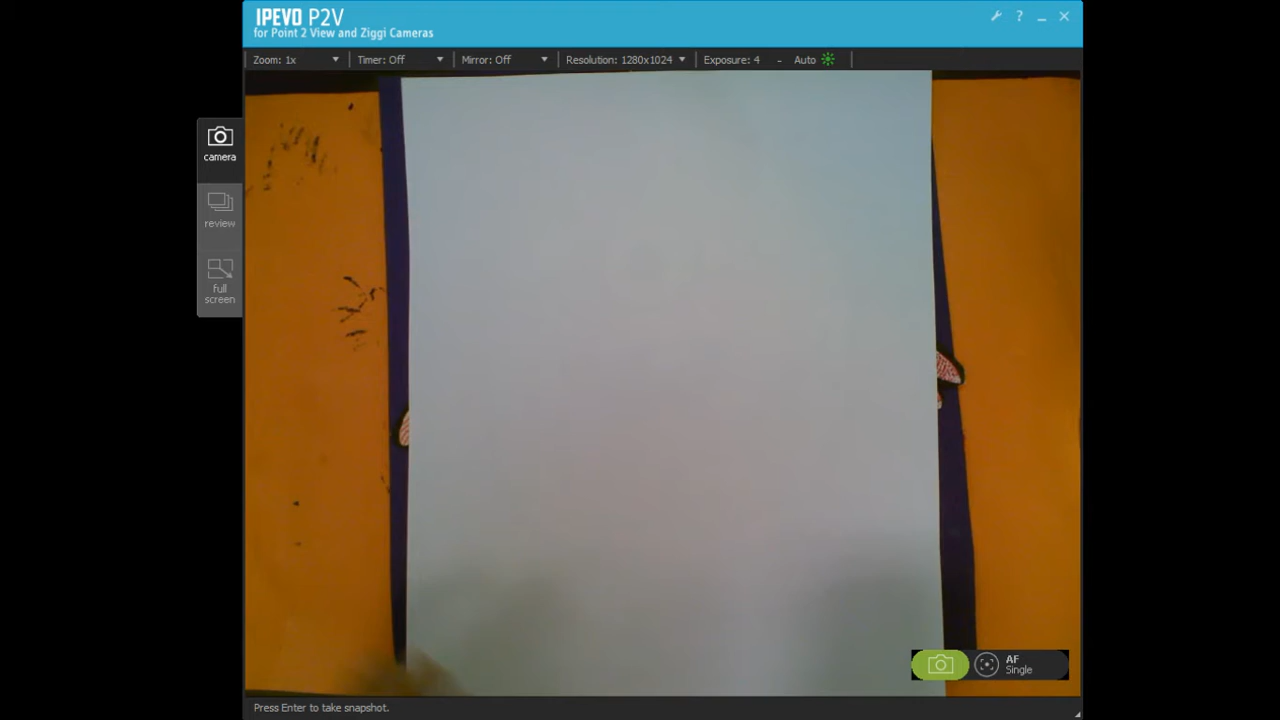 IPEVO P2V
for Point 2 View and Ziggi Cameras
Zoom: 1x Timer: Off Mirror: Off Resolution: 1280x1024 Exposure: 4 - Auto
camera
review
full
screen
AF
Single
Press Enter to take snapshot.